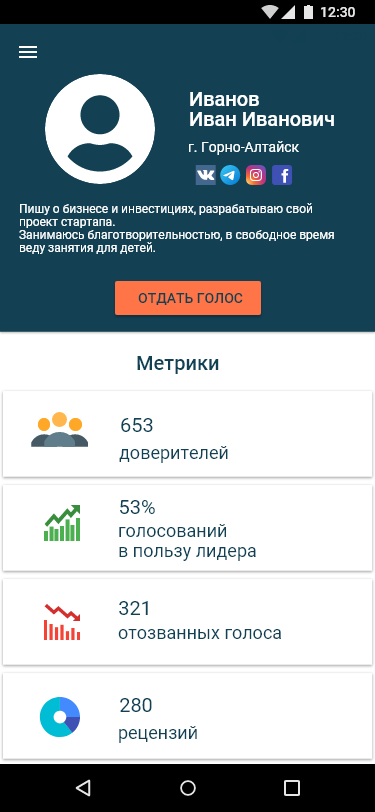 12:30
Иванов
Иван Иванович
г. Горно-Алтайск
Пишу о бизнесе и инвестициях, разрабатываю свой
проект стартапа.
Занимаюсь благотворительностью, в свободное время
веду занятия для детей.
ОТДАТЬ ГОЛОС
Метрики
653
доверителей
53%
голосований
в пользу лидера
321
отозванных голоса
280
рецензий